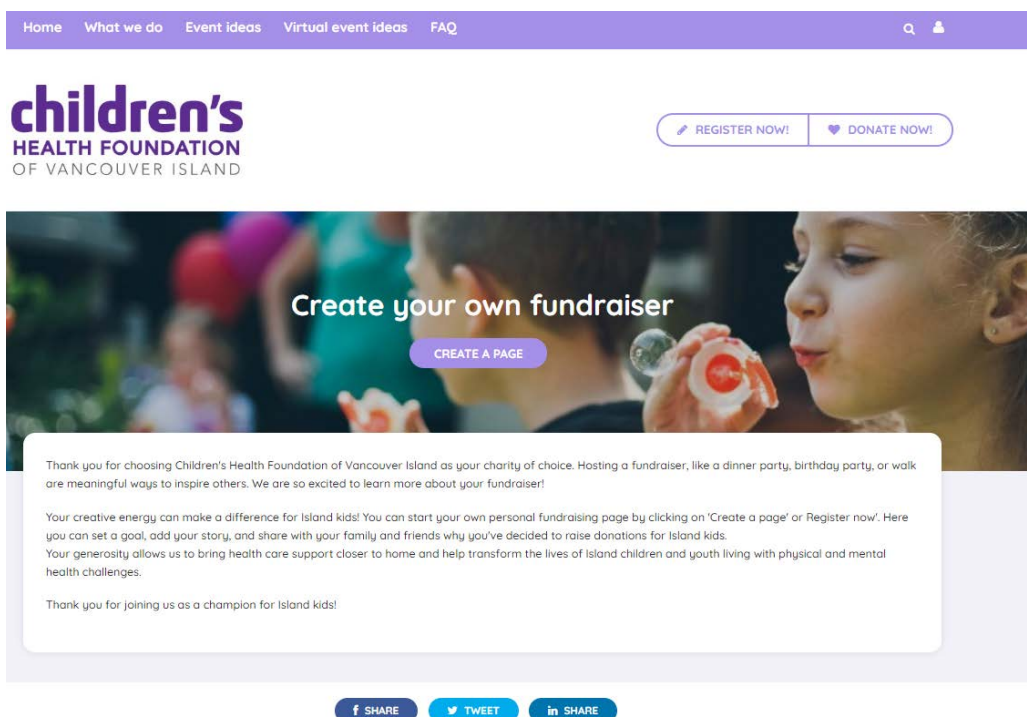 Home What we do Event ideas Virtual event ideas FAQ
children's
HEALTH FOUNDATION
OF VANCOUVER ISLAND
REGISTER NOW! DONATE NOW!
Create your own fundraiser
CREATE A PAGE
Thank you for choosing Children's Health Foundation of Vancouver Island as your charity of choice. Hosting a fundraiser, like a dinner party, birthday party, or walk
are meaningful ways to inspire others. We are so excited to learn more about your fundraiser!
Your creative energy can make a difference for Island kids! You can start your own personal fundraising page by clicking on 'Create a page' or Register now'. Here
you can set a goal, add your story, and share with your family and friends why you've decided to raise donations for Island kids.
Your generosity allows us to bring health care support closer to home and help transform the lives of Island children and youth living with physical and mental
health challenges.
Thank you for joining us as a champion for Island kids!
SHARE TWEET SHARE